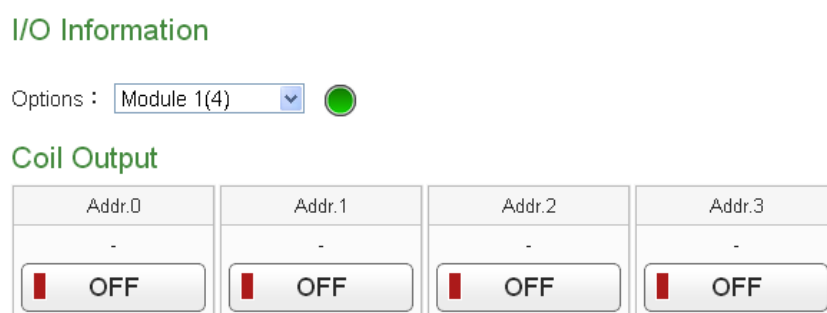 I/O Information
Options： Module 1(4)
Coil Output
Addr.0 Addr.1 Addr.2 Addr.3
- - - -
OFF OFF OFF OFF